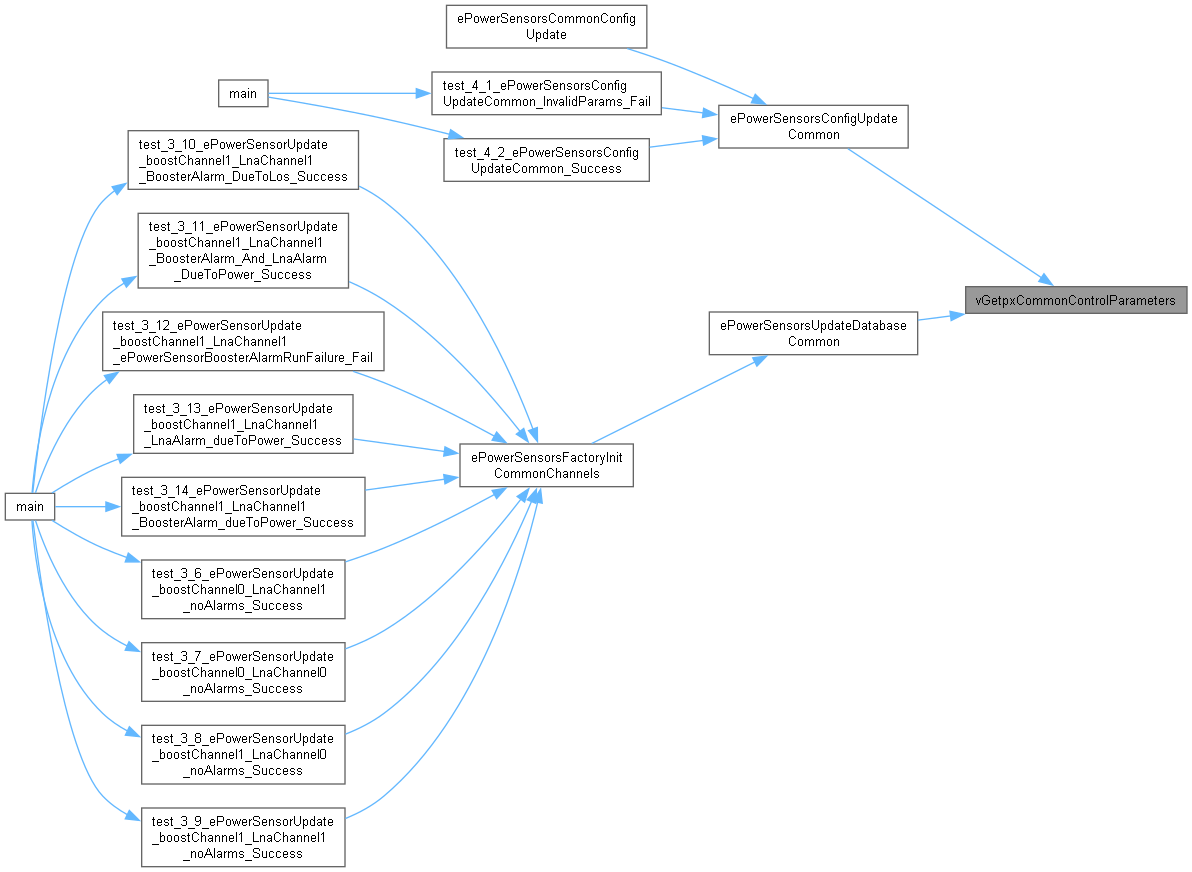 ePowerSensorsCommonConfig
Update
main
test_4_1_ePowerSensorsConfig
UpdateCommon_InvalidParams_Fail
ePowerSensorsConfigUpdate
Common
test_4_2_ePowerSensorsConfig
UpdateCommon_Success
test_3_10_ePowerSensorUpdate
_boostChannel1_LnaChannel1
_BoosterAlarm_DueToLos_Success
test_3_11_ePowerSensorUpdate
_boostChannel1_LnaChannel1
_BoosterAlarm_And_LnaAlarm
_DueToPower_Success
vGetpxCommonControlParameters
test_3_12_ePowerSensorUpdate
_boostChannel1_LnaChannel1
_ePowerSensorBoosterAlarmRunFailure_Fail
ePowerSensorsUpdateDatabase
Common
test_3_13_ePowerSensorUpdate
_boostChannel1_LnaChannel1
_LnaAlarm_dueToPower_Success
ePowerSensorsFactoryInit
CommonChannels
main
test_3_14_ePowerSensorUpdate
_boostChannel1_LnaChannel1
_BoosterAlarm_dueToPower_Success
test_3_6_ePowerSensorUpdate
_boostChannel0_LnaChannel1
_noAlarms_Success
test_3_7_ePowerSensorUpdate
_boostChannel0_LnaChannel0
_noAlarms_Success
test_3_8_ePowerSensorUpdate
_boostChannel1_LnaChannel0
_noAlarms_Success
test_3_9_ePowerSensorUpdate
_boostChannel1_LnaChannel1
_noAlarms_Success